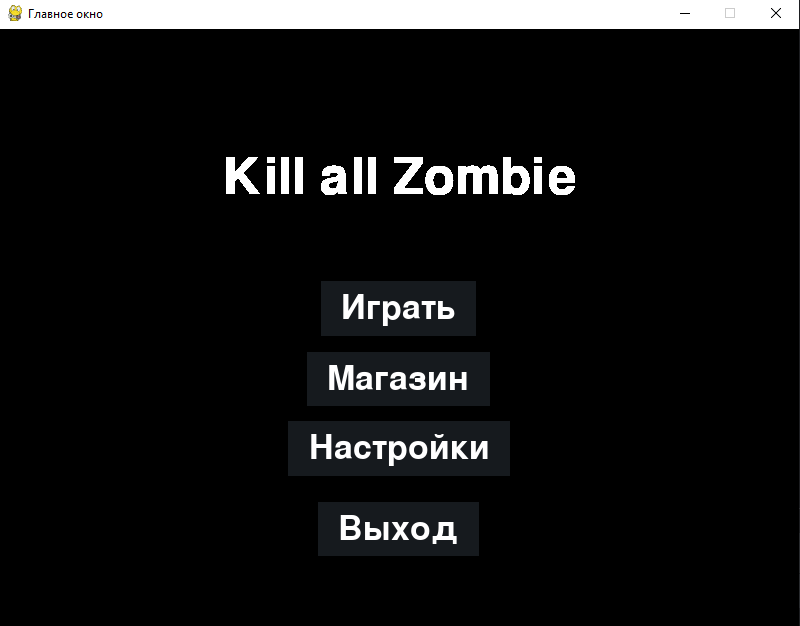 Главное окно
Kill all Zombie
Играть
Магазин
Настройки
Выход